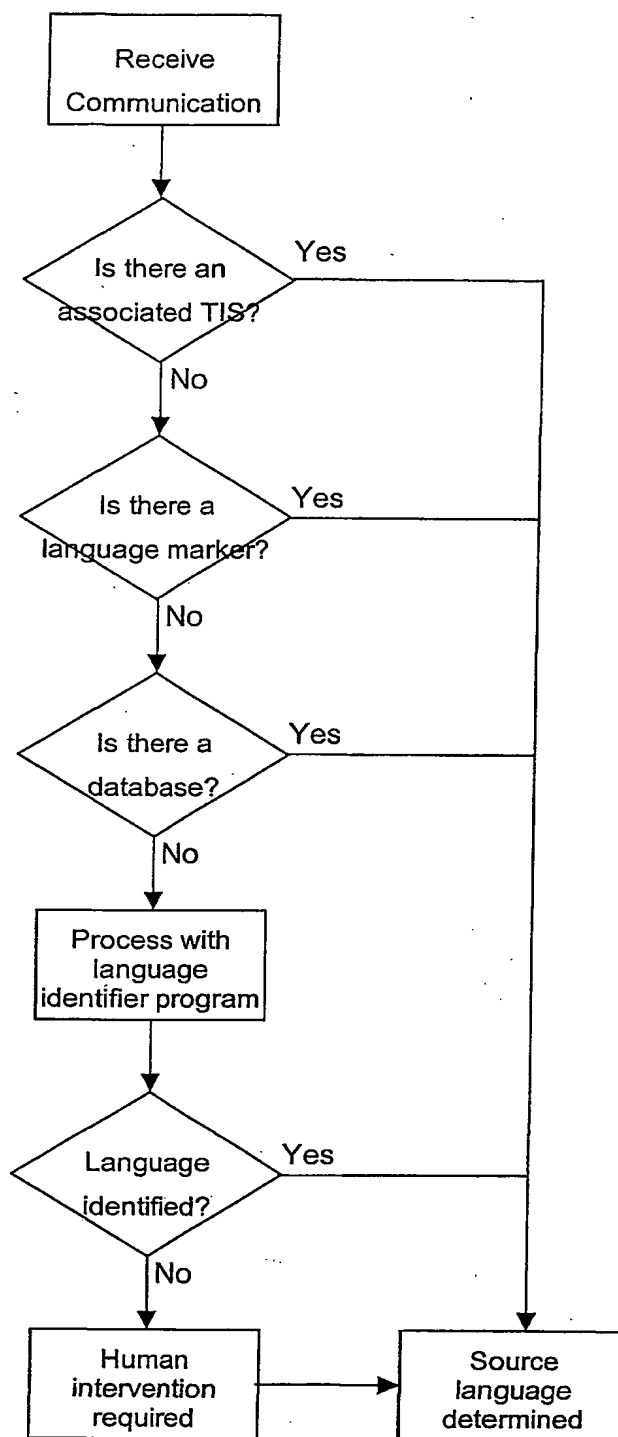 Receive
Communication
Is there an
associated TIS?
Yes
No
Is there a
language marker?
Yes
No
Is there a
database?
Yes
No
Process with
language
identifier program
Language
identified?
Yes
No
Human
intervention
required
Source
language
determined